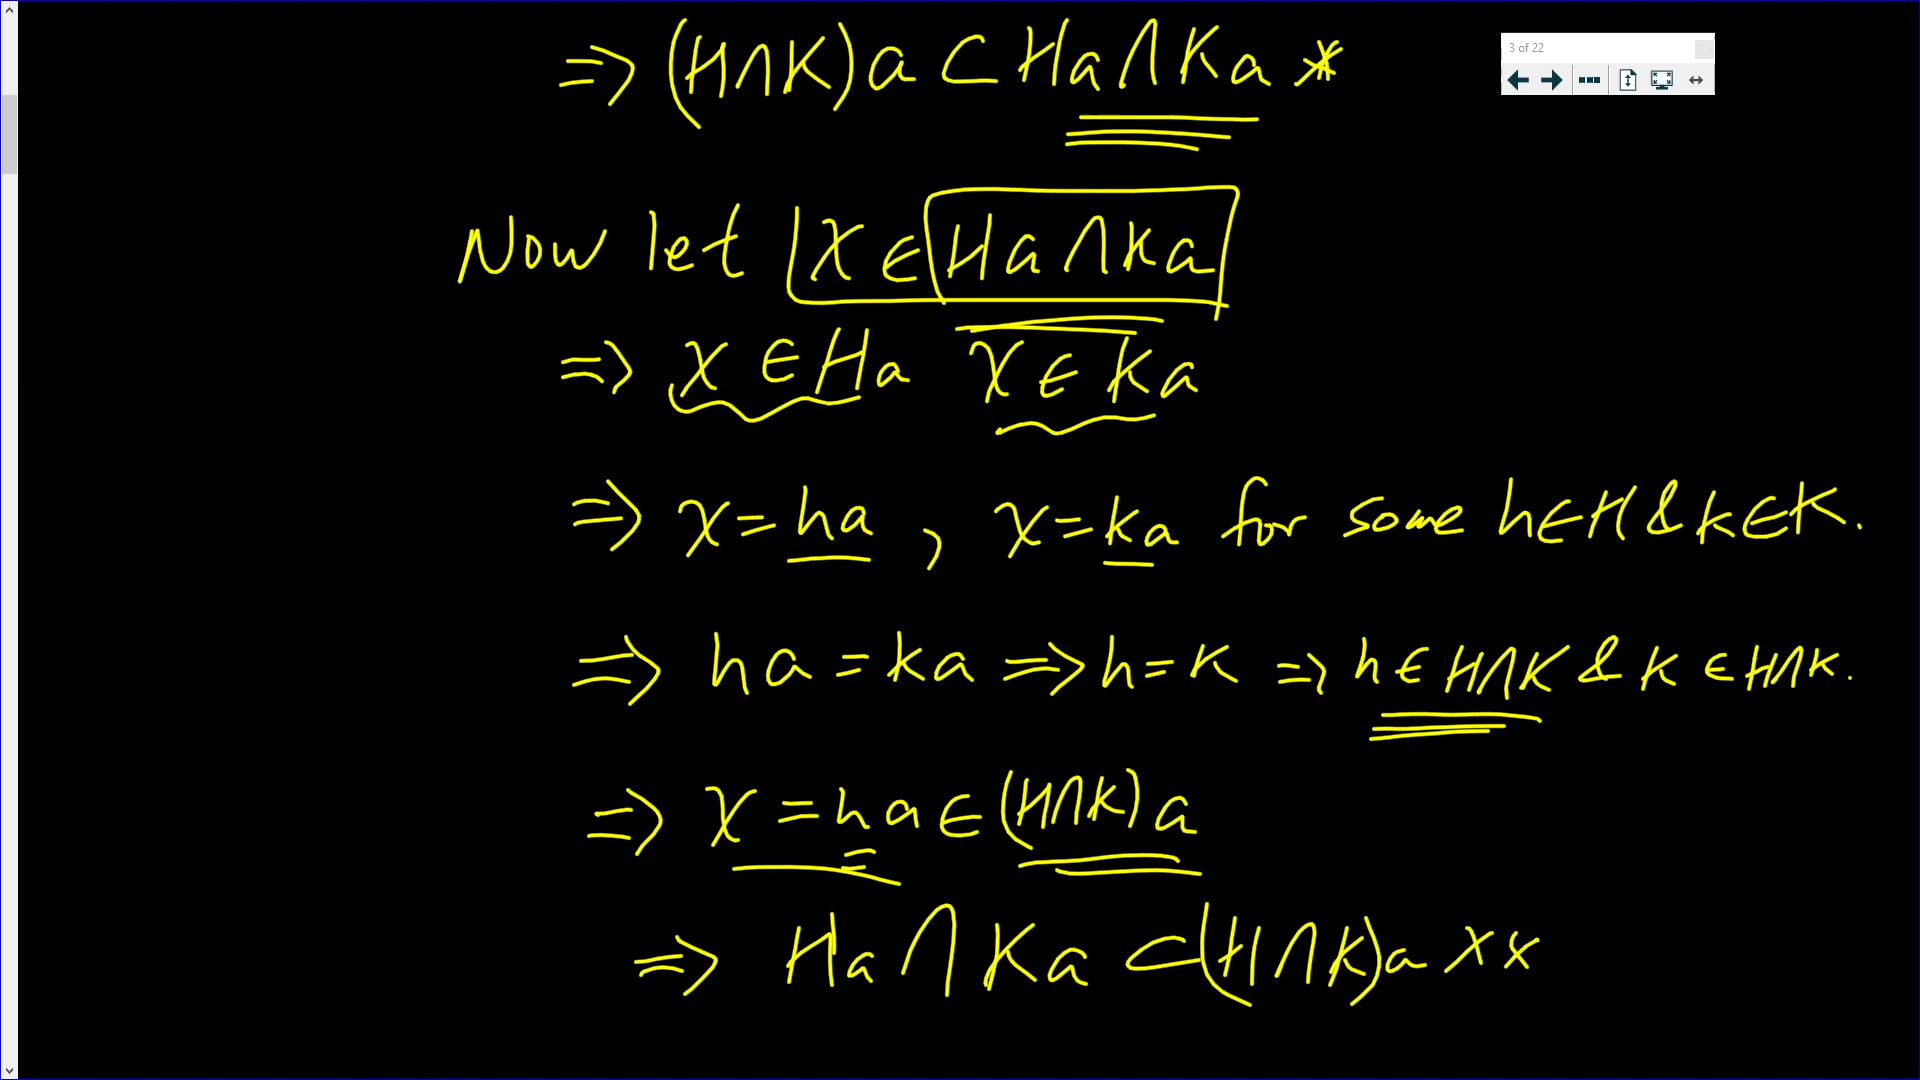 ⇒ (H∩K)a ⊂ Ha∩Ka *
3 of 22
Now let x∈Ha∩Ka
⇒ x∈Ha x∈Ka
⇒ x=ha, x=ka for some h∈H & k∈K.
⇒ ha=ka ⇒ h=k ⇒ h∈H∩K & k∈H∩K.
⇒ x=ha∈(H∩K)a
⇒ Ha∩Ka ⊂(H∩K)a xx